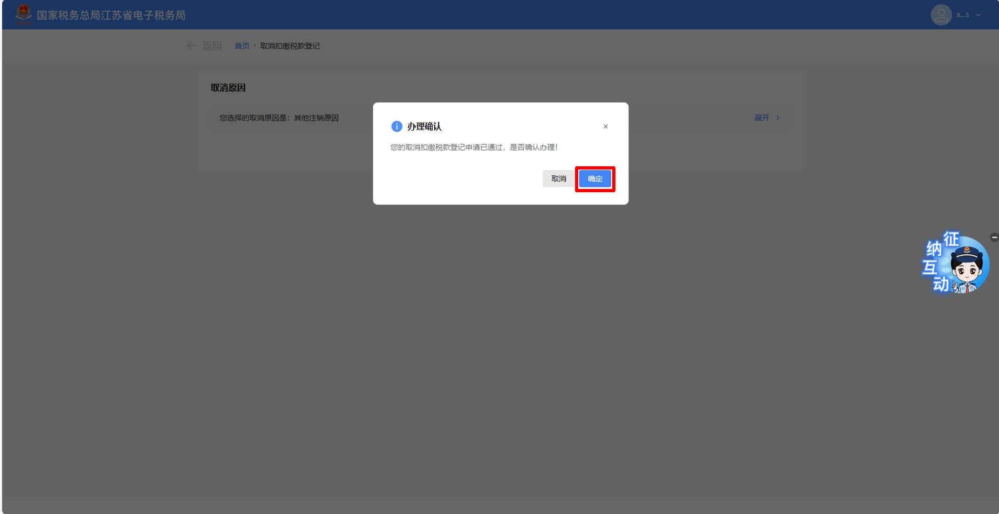 国家税务总局江苏省电子税务局
X...S
返回 首页 > 取消扣缴税款登记
取消原因
您选择的取消原因是：其他注销原因
展开 >
办理确认
×
您的取消扣缴税款登记申请已通过，是否确认办理！
取消
确定
征
纳
互
动